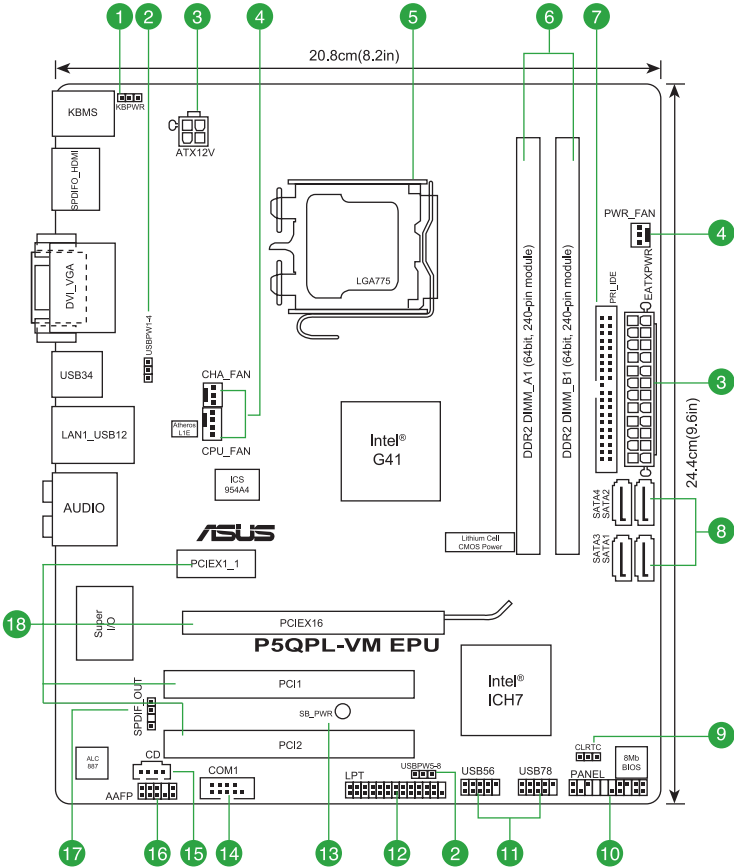 1
2
3
4
5
6
7
20.8cm(8.2in)
KBMS
KBPWR
ATX12V
SPDIFO_HDMI
DVI_VGA
USBPW1-4
LGA775
DDR2 DIMM_A1 (64bit, 240-pin module)
DDR2 DIMM_B1 (64bit, 240-pin module)
PWR_FAN
4
PRI_IDE
EATXPWR
3
24.4cm(9.6in)
USB34
CHA_FAN
4
LAN1_USB12
Atheros
L1E
CPU_FAN
Intel®
G41
ICS
954A4
AUDIO
SATA4
SATA2
8
SATA3
SATA1
ASUS
Lithium Cell
CMOS Power
PCIEX1_1
18
Super
I/O
PCIEX16
P5QPL-VM EPU
Intel®
ICH7
PCI1
SPDIF_OUT
17
SB_PWR
PCI2
9
CLRTC
ALC
887
CD
AAFP
COM1
LPT
USBPW5-8
USB56
USB78
PANEL
8Mb
BIOS
16
15
14
13
12
2
11
10